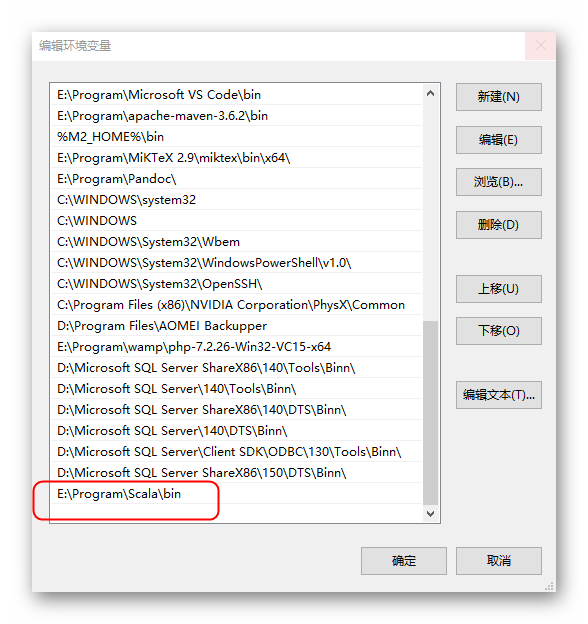 编辑环境变量
E:\Program\Microsoft VS Code\bin
E:\Program\apache-maven-3.6.2\bin
%M2_HOME%\bin
E:\Program\MiKTeX 2.9\miktex\bin\x64\
E:\Program\Pandoc\
C:\WINDOWS\system32
C:\WINDOWS
C:\WINDOWS\System32\Wbem
C:\WINDOWS\System32\WindowsPowerShell\v1.0\
C:\WINDOWS\System32\OpenSSH\
C:\Program Files (x86)\NVIDIA Corporation\PhysX\Common
D:\Program Files\AOMEI Backupper
E:\Program\wamp\php-7.2.26-Win32-VC15-x64
D:\Microsoft SQL Server ShareX86\140\Tools\Binn\
D:\Microsoft SQL Server\140\Tools\Binn\
D:\Microsoft SQL Server ShareX86\140\DTS\Binn\
D:\Microsoft SQL Server\140\DTS\Binn\
D:\Microsoft SQL Server\Client SDK\ODBC\130\Tools\Binn\
D:\Microsoft SQL Server ShareX86\150\DTS\Binn\
E:\Program\Scala\bin
新建(N)
编辑(E)
浏览(B)...
删除(D)
上移(U)
下移(O)
编辑文本(T)...
确定
取消